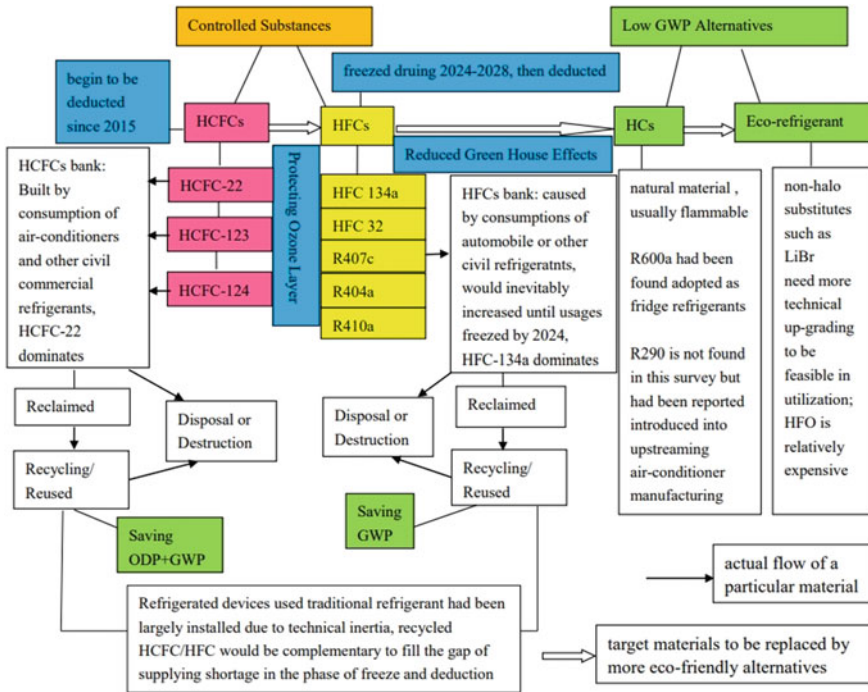 Controlled Substances
Low GWP Alternatives
begin to be
deducted
since 2015
freezed druing 2024-2028, then deducted
HCFCs
HFCs
HCs
Eco-refrigerant
Reduced Green House Effects
Protecting Ozone Layer
HCFCs bank:
Built by
consumption of
air-conditioners
and other civil
commercial
refrigerants,
HCFC-22
dominates
HCFC-22
HCFC-123
HCFC-124
HFC 134a
HFC 32
R407c
R404a
R410a
HFCs bank: caused
by consumptions of
automobile or other
civil refrigeratnts,
would inevitably
increased until usages
freezed by 2024,
HFC-134a dominates
natural material ,
usually flammable
R600a had been
found adopted as
fridge refrigerants
R290 is not found
in this survey but
had been reported
introduced into
upstreaming
air-conditioner
manufacturing
non-halo
substitutes
such as
LiBr
need more
technical
up-grading
to be
feasible in
utilization;
HFO is
relatively
expensive
Reclaimed
Disposal or
Destruction
Recycling/
Reused
Saving
ODP+GWP
Disposal or
Destruction
Reclaimed
Recycling/
Reused
Saving
GWP
Refrigerated devices used traditional refrigerant had been
largely installed due to technical inertia, recycled
HCFC/HFC would be complementary to fill the gap of
supplying shortage in the phase of freeze and deduction
actual flow of a
particular material
target materials to be replaced by
more eco-friendly alternatives